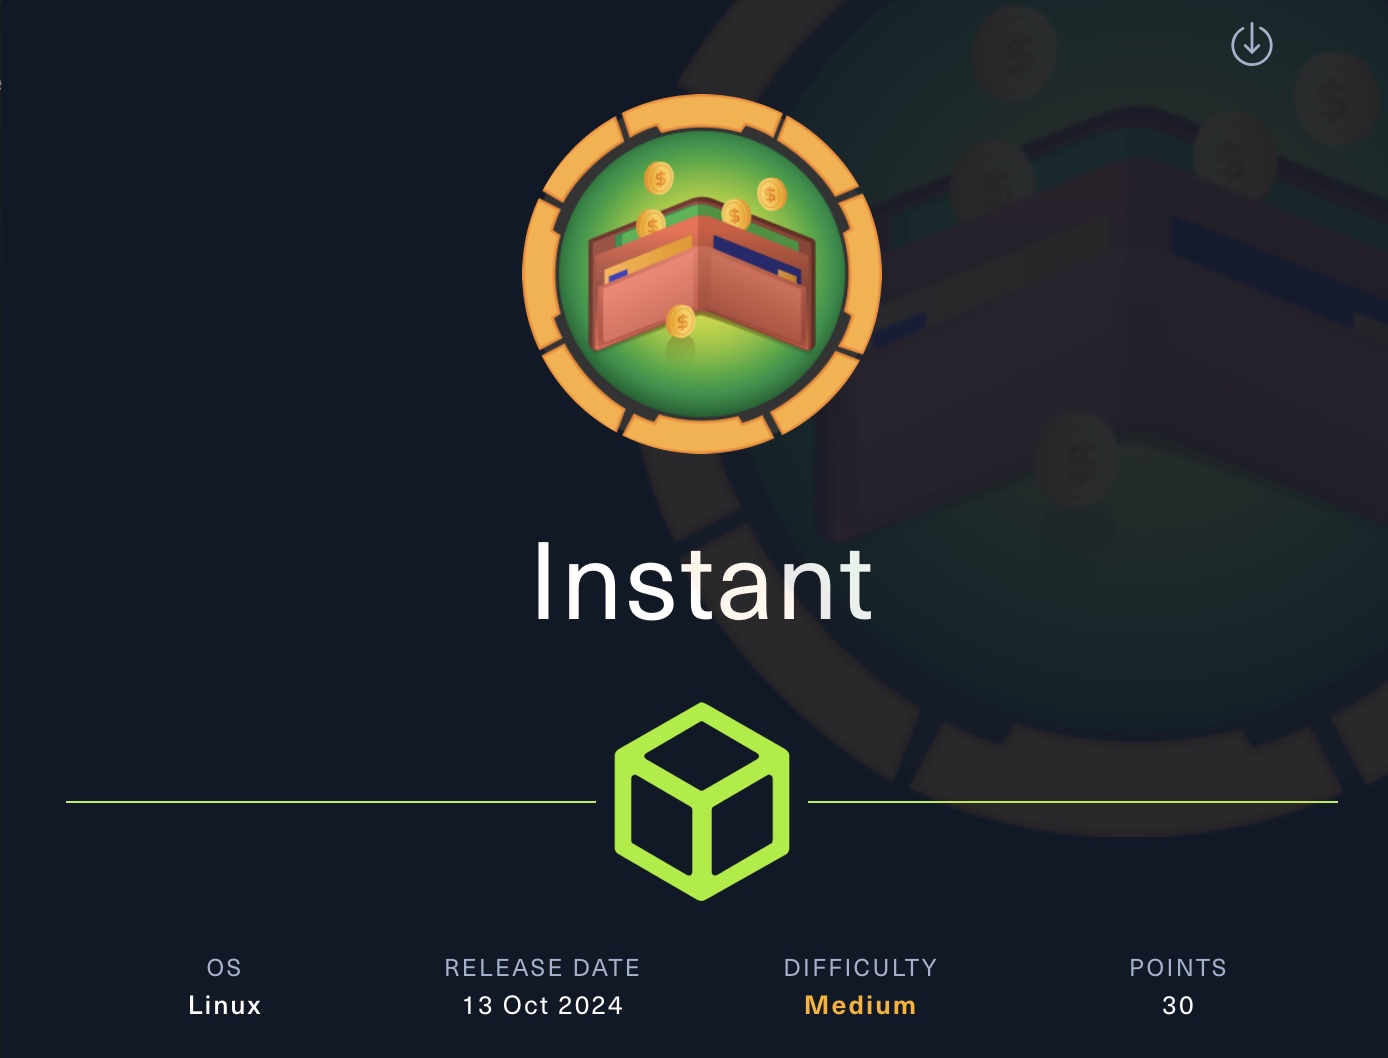 Instant
OS
RELEASE DATE
DIFFICULTY
POINTS
Linux
13 Oct 2024
Medium
30